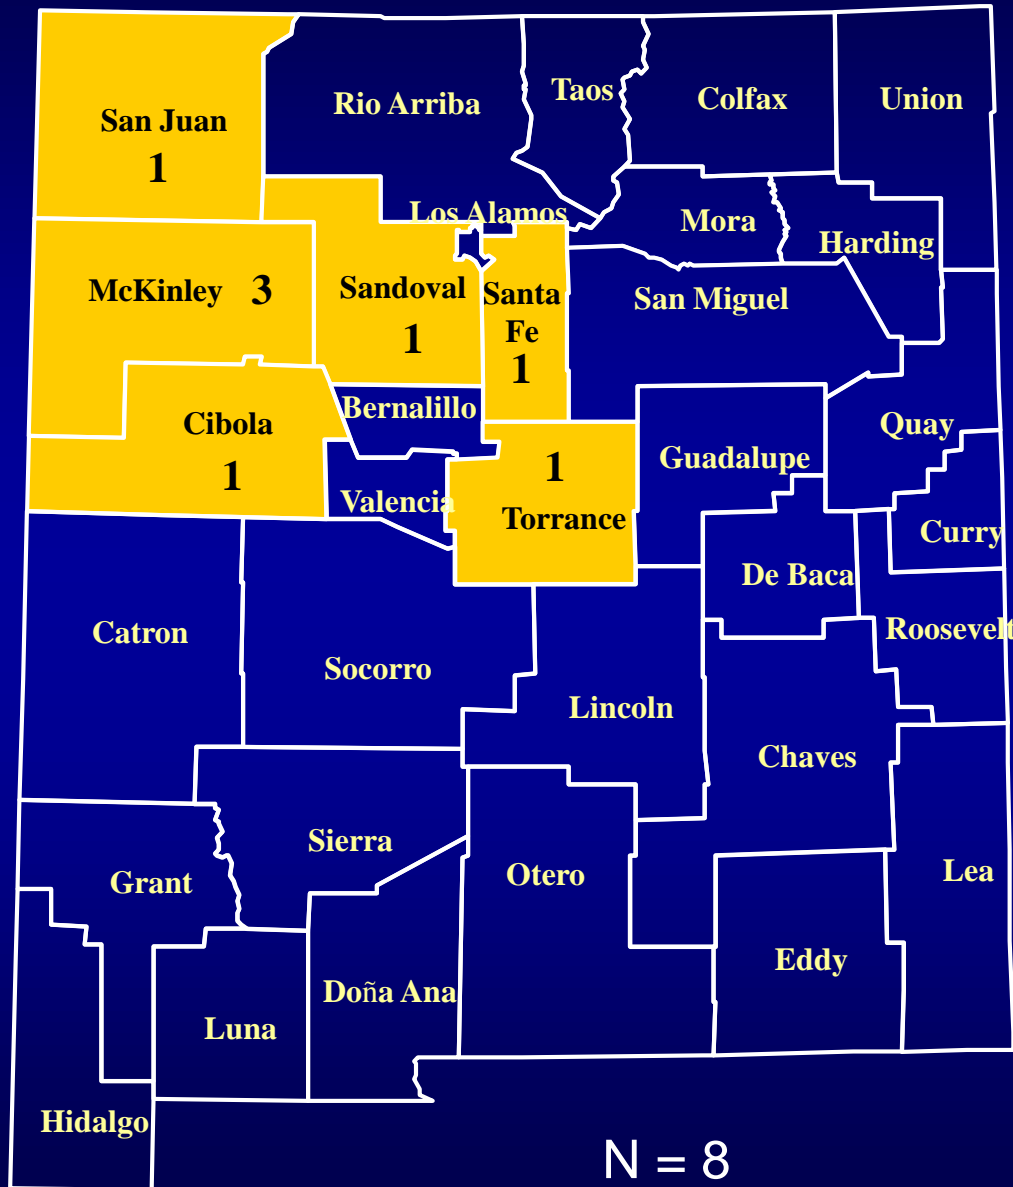 Taos
Colfax
Union
Rio Arriba
San Juan
1
Los Alamos
Mora
Harding
McKinley 3
Sandoval
1
Santa
Fe
1
San Miguel
Bernalillo
Cibola
1
Quay
Guadalupe
1
Torrance
Valencia
Curry
De Baca
Catron
Roosevelt
Socorro
Lincoln
Chaves
Sierra
Grant
Otero
Lea
Eddy
Doña Ana
Luna
Hidalgo
N = 8